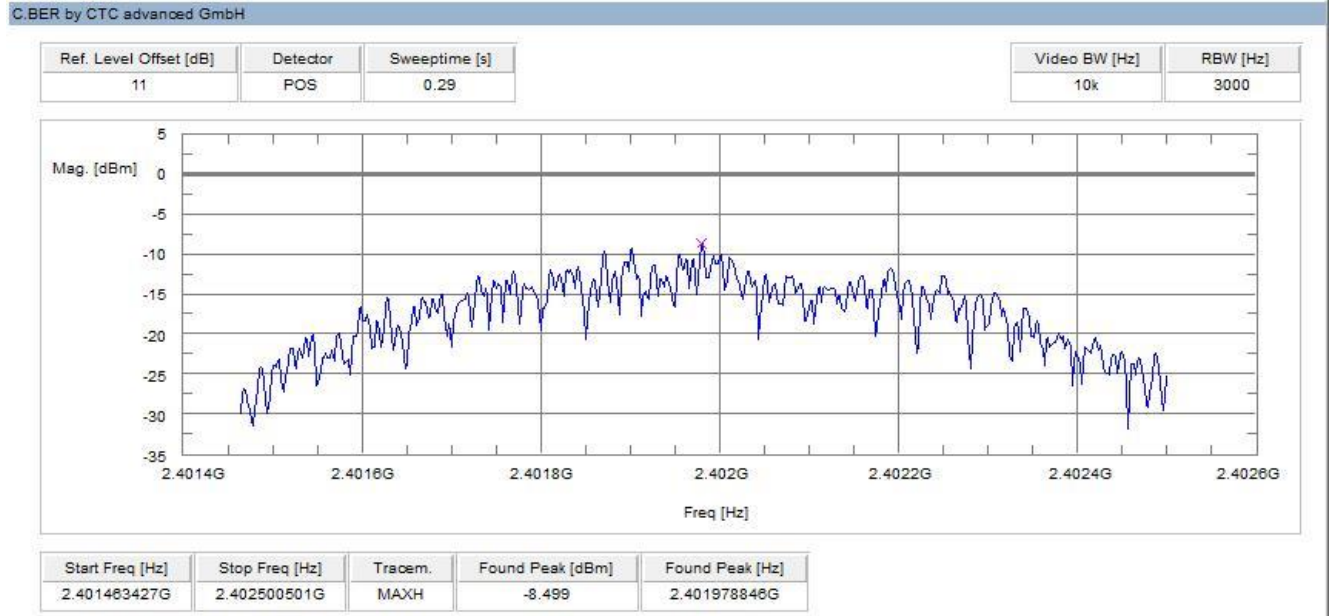 C.BER by CTC advanced GmbH
Ref. Level Offset [dB] Detector Sweeptime [s] Video BW [Hz] RBW [Hz]
11 POS 0.29 10k 3000
5
Mag. [dBm] 0
-5
-10
-15
-20
-25
-30
-35
2.4014G 2.4016G 2.4018G 2.402G 2.4022G 2.4024G 2.4026G
Freq [Hz]
Start Freq [Hz] Stop Freq [Hz] Tracem. Found Peak [dBm] Found Peak [Hz]
2.401463427G 2.402500501G MAXH -8.499 2.401978846G